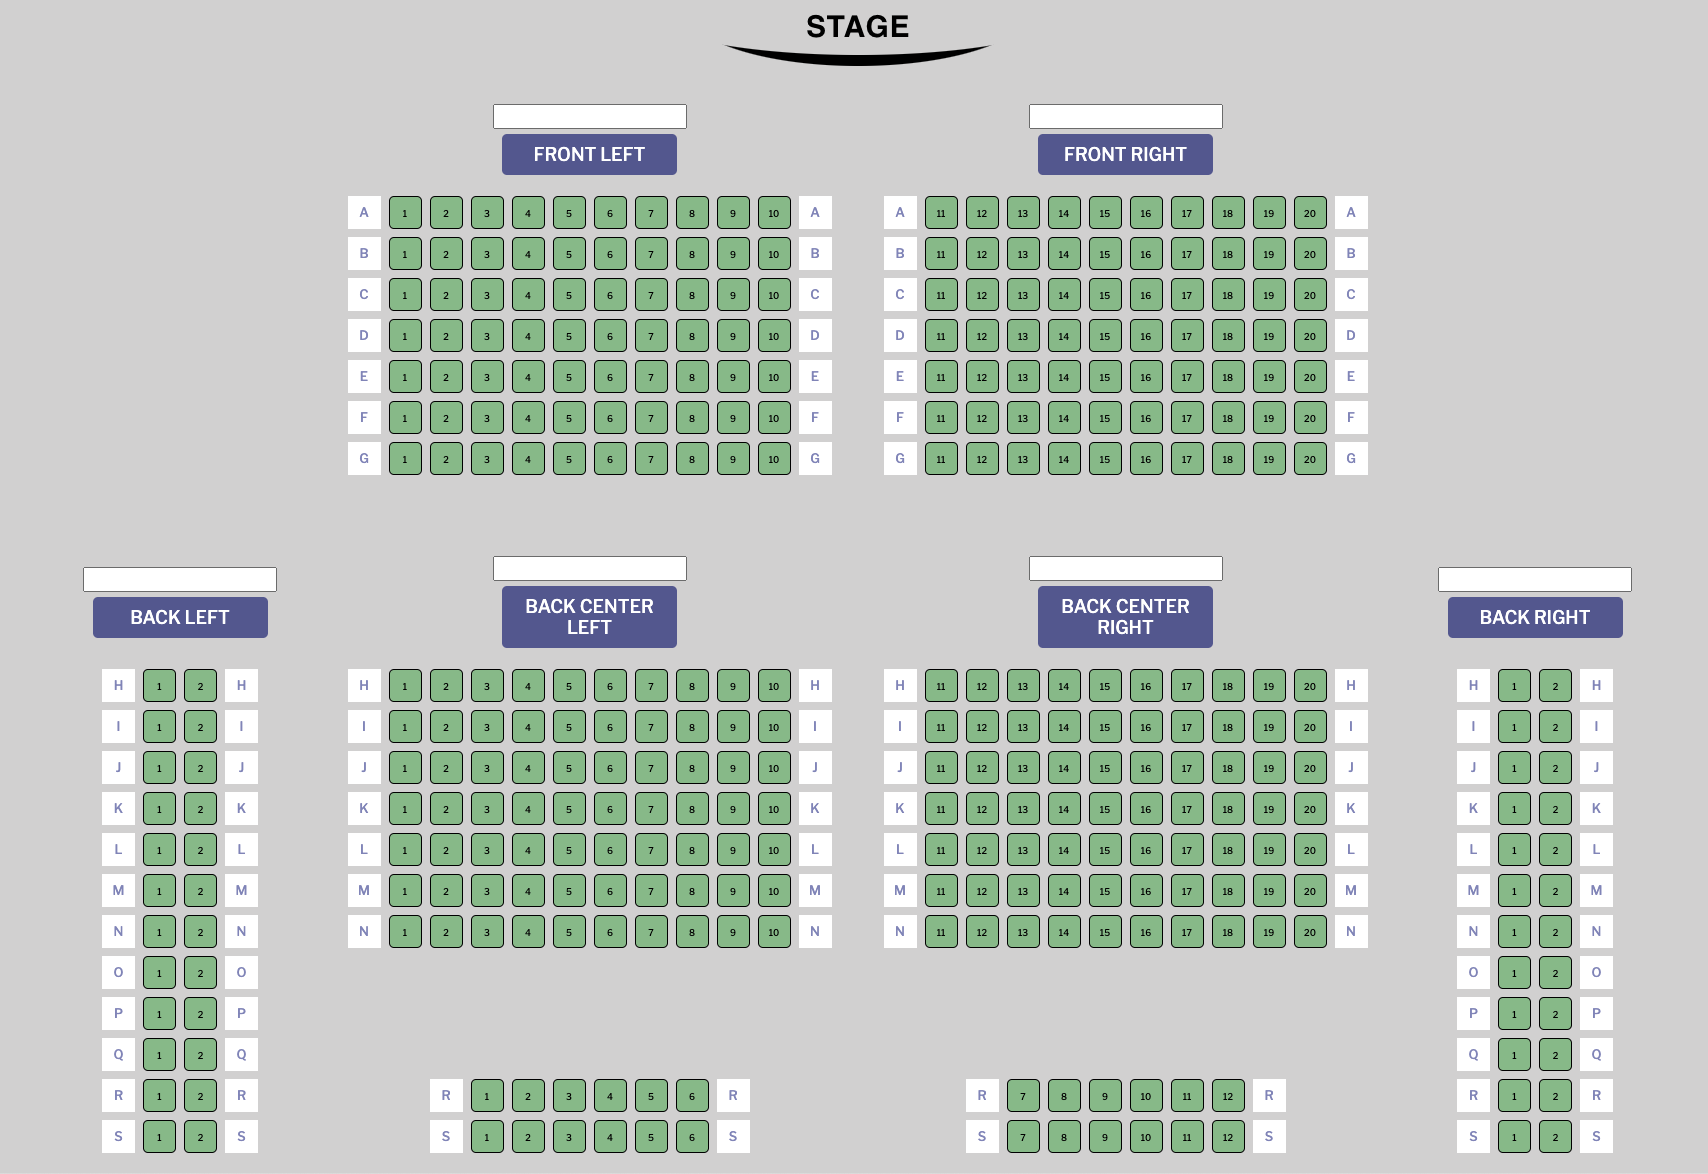 STAGE
FRONT LEFT FRONT RIGHT
A 1 2 3 4 5 6 7 8 9 10 A A 11 12 13 14 15 16 17 18 19 20 A
B 1 2 3 4 5 6 7 8 9 10 B B 11 12 13 14 15 16 17 18 19 20 B
C 1 2 3 4 5 6 7 8 9 10 C C 11 12 13 14 15 16 17 18 19 20 C
D 1 2 3 4 5 6 7 8 9 10 D D 11 12 13 14 15 16 17 18 19 20 D
E 1 2 3 4 5 6 7 8 9 10 E E 11 12 13 14 15 16 17 18 19 20 E
F 1 2 3 4 5 6 7 8 9 10 F F 11 12 13 14 15 16 17 18 19 20 F
G 1 2 3 4 5 6 7 8 9 10 G G 11 12 13 14 15 16 17 18 19 20 G
BACK LEFT
BACK CENTER
LEFT
BACK CENTER
RIGHT
BACK RIGHT
H 1 2 H H 1 2 3 4 5 6 7 8 9 10 H H 11 12 13 14 15 16 17 18 19 20 H H 1 2 H
I 1 2 I I 1 2 3 4 5 6 7 8 9 10 I I 11 12 13 14 15 16 17 18 19 20 I I 1 2 I
J 1 2 J J 1 2 3 4 5 6 7 8 9 10 J J 11 12 13 14 15 16 17 18 19 20 J J 1 2 J
K 1 2 K K 1 2 3 4 5 6 7 8 9 10 K K 11 12 13 14 15 16 17 18 19 20 K K 1 2 K
L 1 2 L L 1 2 3 4 5 6 7 8 9 10 L L 11 12 13 14 15 16 17 18 19 20 L L 1 2 L
M 1 2 M M 1 2 3 4 5 6 7 8 9 10 M M 11 12 13 14 15 16 17 18 19 20 M M 1 2 M
N 1 2 N N 1 2 3 4 5 6 7 8 9 10 N N 11 12 13 14 15 16 17 18 19 20 N N 1 2 N
O 1 2 O O 1 2 O
P 1 2 P P 1 2 P
Q 1 2 Q Q 1 2 Q
R 1 2 R R 1 2 3 4 5 6 R R 7 8 9 10 11 12 R R 1 2 R
S 1 2 S S 1 2 3 4 5 6 S S 7 8 9 10 11 12 S S 1 2 S